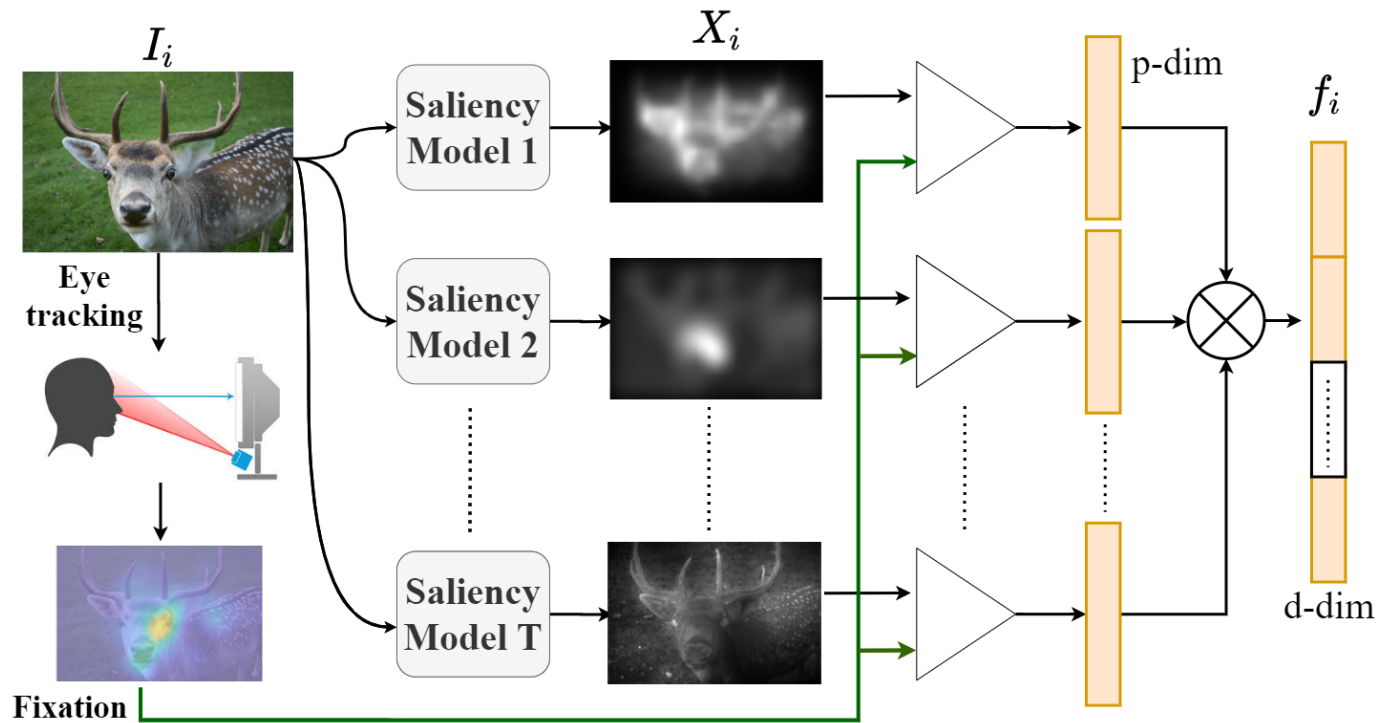 I_i
X_i
p-dim
f_i
Saliency
Model 1
Eye
tracking
Saliency
Model 2
Saliency
Model T
d-dim
Fixation